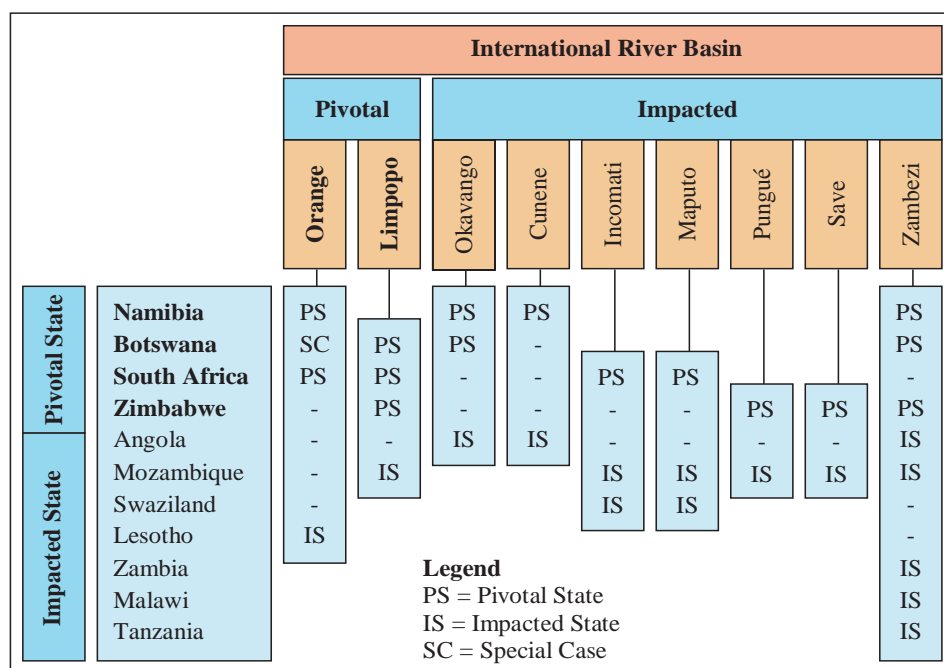 International River Basin
Pivotal Impacted
Orange Limpopo Okavango Cunene Incomati Maputo Pungué Save Zambezi
Pivotal State
Namibia PS PS PS PS
Botswana SC PS PS - PS
South Africa PS PS - - PS PS -
Zimbabwe - PS - - - - PS PS PS
Impacted State
Angola - - IS IS - - - - IS
Mozambique - IS IS IS IS IS IS
Swaziland - IS IS -
Lesotho IS -
Zambia IS
Malawi IS
Tanzania IS
Legend
PS = Pivotal State
IS = Impacted State
SC = Special Case